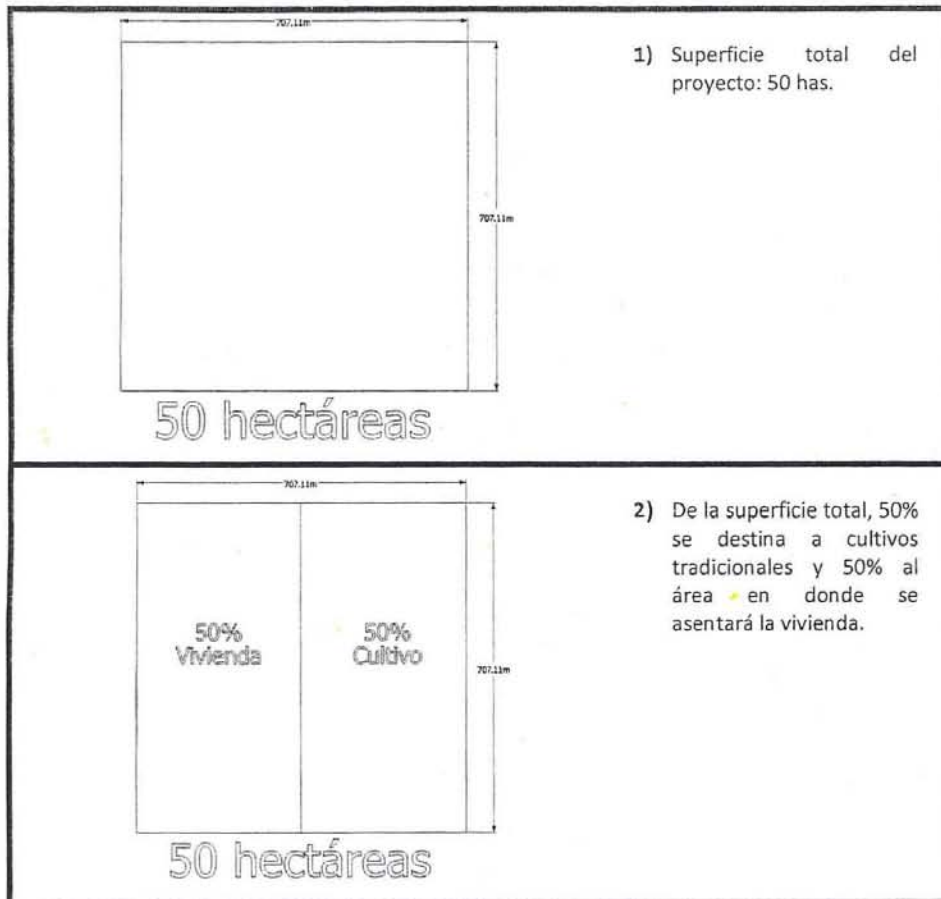 707.11m
707.11m
50 hectáreas
1) Superficie total del
proyecto: 50 has.
707.11m
50%
Vivienda
50%
Cultivo
707.11m
50 hectáreas
2) De la superficie total, 50%
se destina a cultivos
tradicionales y 50% al
área en donde se
asentará la vivienda.